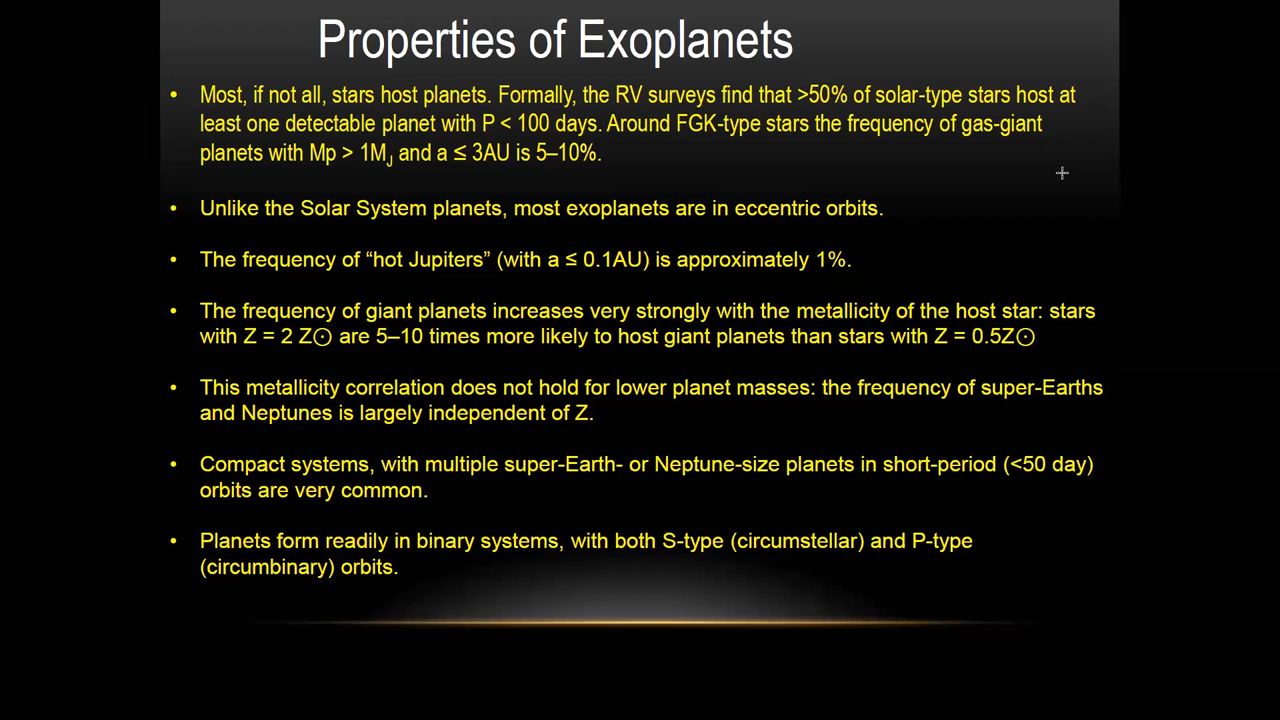 Properties of Exoplanets
• Most, if not all, stars host planets. Formally, the RV surveys find that >50% of solar-type stars host at
least one detectable planet with P < 100 days. Around FGK-type stars the frequency of gas-giant
planets with Mp > 1MJ and a ≤ 3AU is 5–10%.
• Unlike the Solar System planets, most exoplanets are in eccentric orbits.
• The frequency of “hot Jupiters” (with a ≤ 0.1AU) is approximately 1%.
• The frequency of giant planets increases very strongly with the metallicity of the host star: stars
with Z = 2 Z⊙ are 5–10 times more likely to host giant planets than stars with Z = 0.5Z⊙
• This metallicity correlation does not hold for lower planet masses: the frequency of super-Earths
and Neptunes is largely independent of Z.
• Compact systems, with multiple super-Earth- or Neptune-size planets in short-period (<50 day)
orbits are very common.
• Planets form readily in binary systems, with both S-type (circumstellar) and P-type
(circumbinary) orbits.